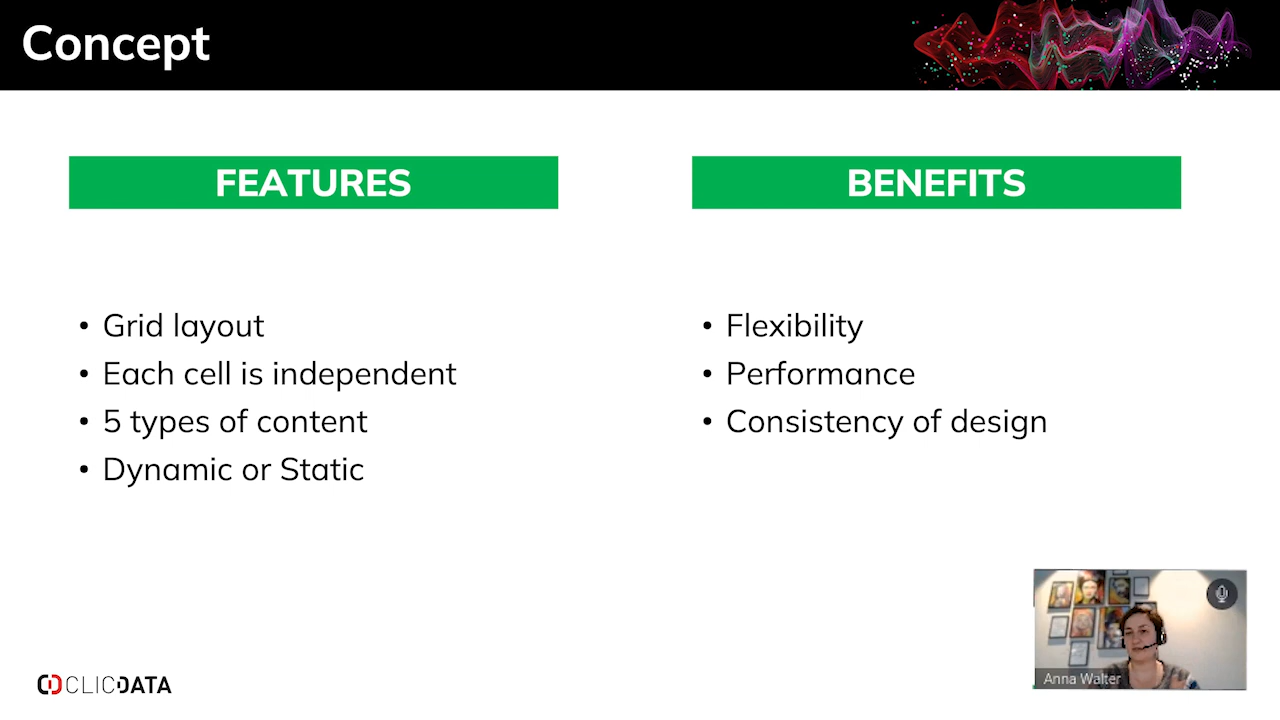 Concept
FEATURES
• Grid layout
• Each cell is independent
• 5 types of content
• Dynamic or Static
BENEFITS
• Flexibility
• Performance
• Consistency of design
Anna Walter
CLICDATA